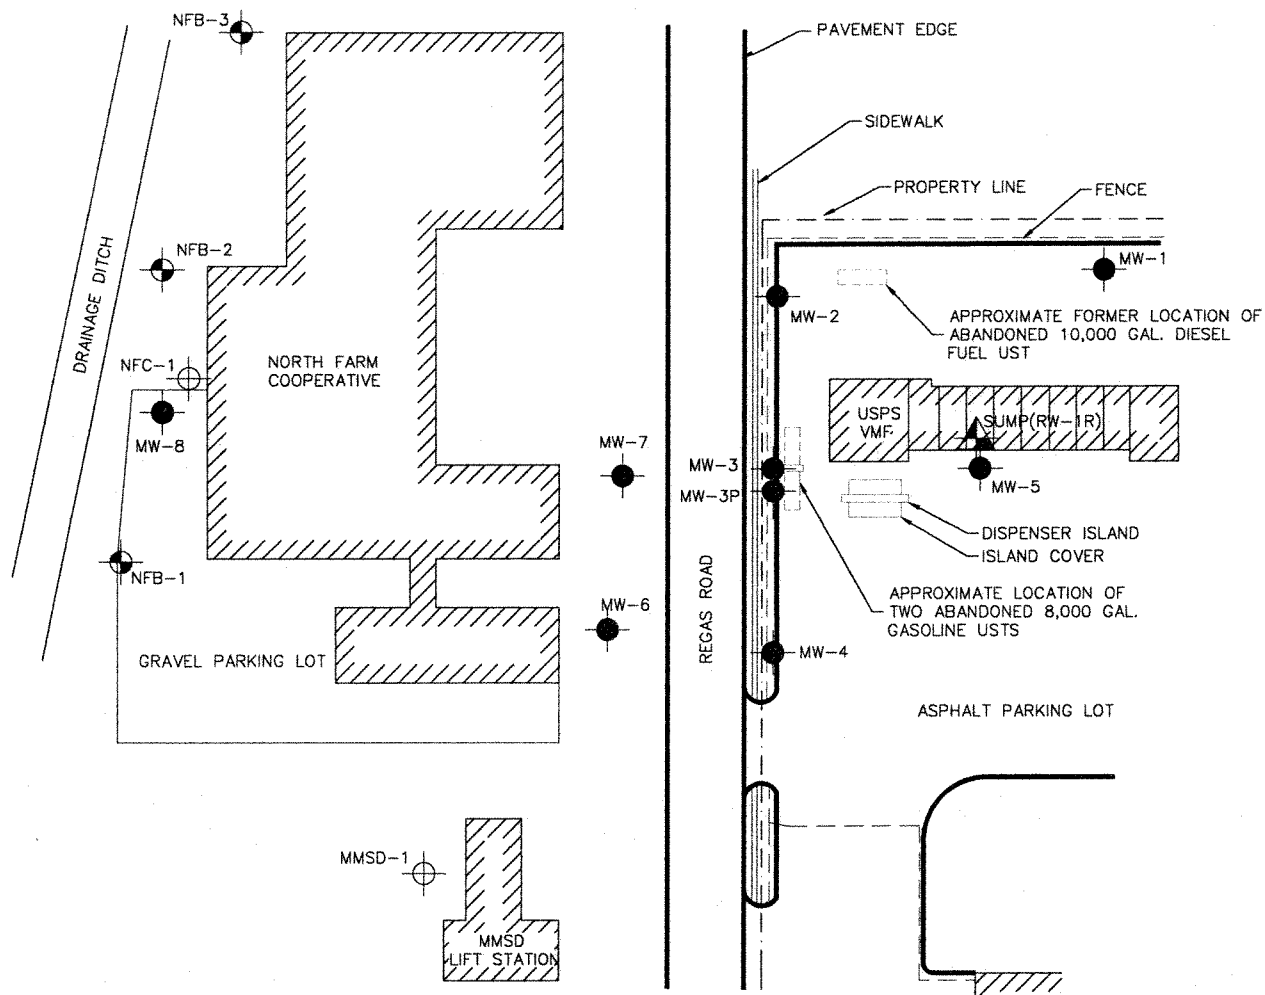 NFB-3
PAVEMENT EDGE
SIDEWALK
PROPERTY LINE
FENCE
MW-1
NFB-2
DRAINAGE DITCH
MW-2
APPROXIMATE FORMER LOCATION OF
ABANDONED 10,000 GAL. DIESEL
FUEL UST
NFC-1
NORTH FARM
COOPERATIVE
USPS
VMF
SUMP(RW-1R)
MW-8
MW-7
MW-3
MW-3P
MW-5
DISPENSER ISLAND
ISLAND COVER
NFB-1
APPROXIMATE LOCATION OF
TWO ABANDONED 8,000 GAL.
GASOLINE USTS
MW-6
REGAS ROAD
MW-4
GRAVEL PARKING LOT
ASPHALT PARKING LOT
MMSD-1
MMSD
LIFT STATION